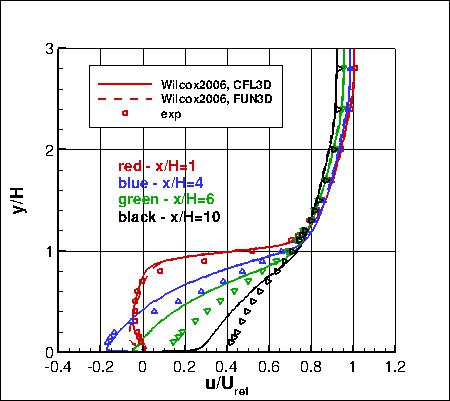 3
Wilcox2006, CFL3D
Wilcox2006, FUN3D
exp
2
red - x/H=1
blue - x/H=4
green - x/H=6
black - x/H=10
y/H
1
0
-0.4 -0.2 0 0.2 0.4 0.6 0.8 1 1.2
u/Uref